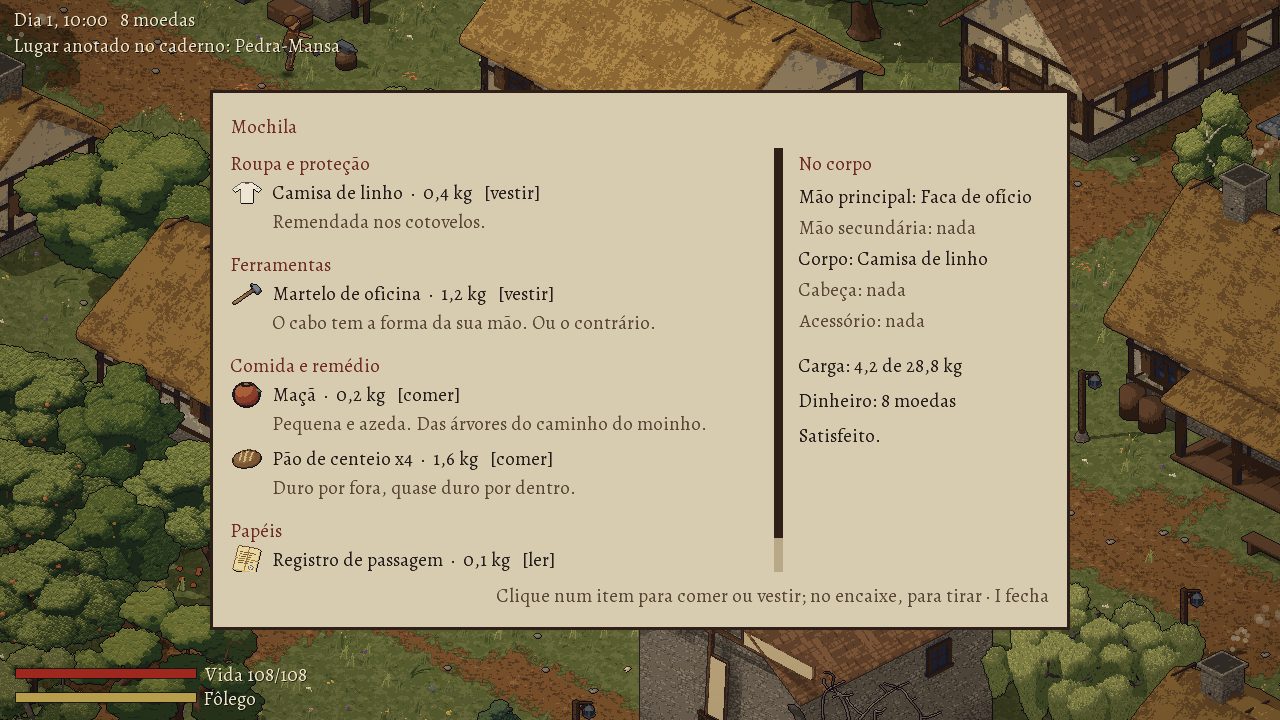 Dia 1, 10:00 8 moedas
Lugar anotado no caderno: Pedra-Mansa
Mochila
Roupa e proteção
Camisa de linho · 0,4 kg [vestir]
Remendada nos cotovelos.
Ferramentas
Martelo de oficina · 1,2 kg [vestir]
O cabo tem a forma da sua mão. Ou o contrário.
Comida e remédio
Maçã · 0,2 kg [comer]
Pequena e azeda. Das árvores do caminho do moinho.
Pão de centeio x4 · 1,6 kg [comer]
Duro por fora, quase duro por dentro.
Papéis
Registro de passagem · 0,1 kg [ler]
No corpo
Mão principal: Faca de ofício
Mão secundária: nada
Corpo: Camisa de linho
Cabeça: nada
Acessório: nada
Carga: 4,2 de 28,8 kg
Dinheiro: 8 moedas
Satisfeito.
Clique num item para comer ou vestir; no encaixe, para tirar · I fecha
Vida 108/108
Fôlego